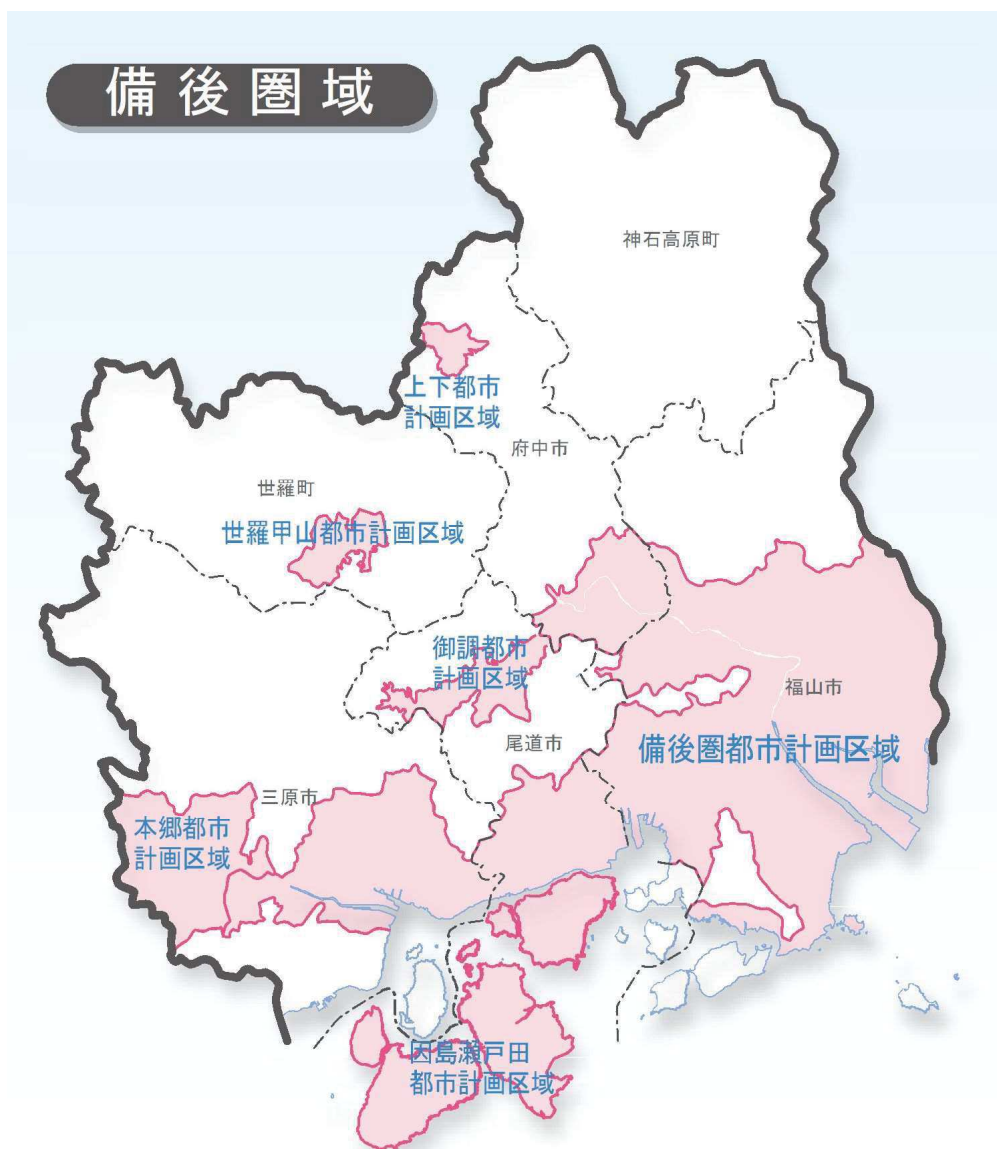 備後圏域
神石高原町
上下都市
計画区域
府中市
世羅町
世羅甲山都市計画区域
御調都市
計画区域
福山市
尾道市
備後圏都市計画区域
三原市
本郷都市
計画区域
因島瀬戸田
都市計画区域